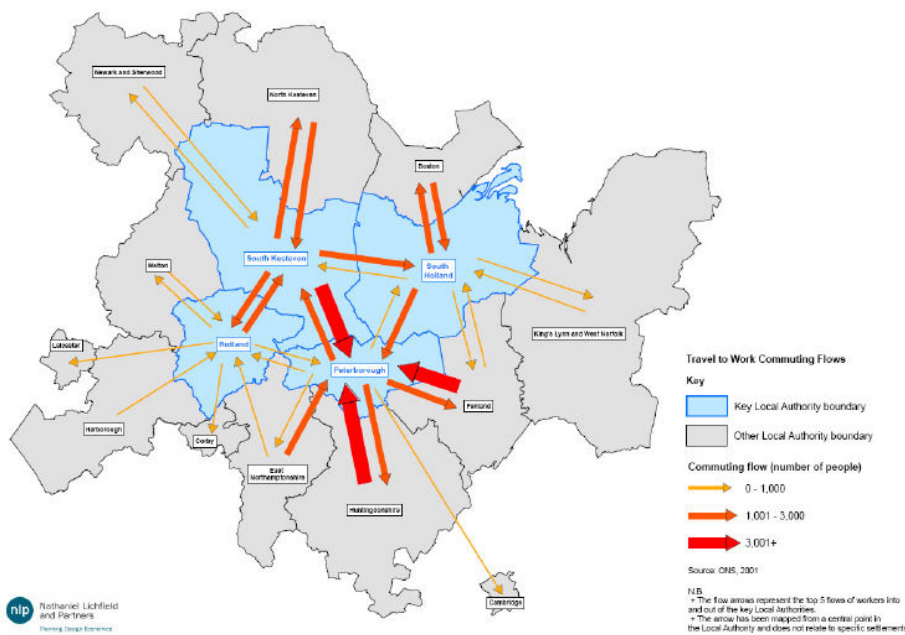 Newark and Sherwood
North Kesteven
Boston
South Kesteven
South
Holland
Melton
King's Lynn and West Norfolk
Leicester
Rutland
Peterborough
Fenland
Harborough
Corby
East
Northamptonshire
Huntingdonshire
Cambridge
Travel to Work Commuting Flows
Key
Key Local Authority boundary
Other Local Authority boundary
Commuting flow (number of people)
0 - 1,000
1,001 - 3,000
3,001+
Source: ONS, 2001
N.B.
+ The flow arrows represent the top 5 flows of workers into
and out of the key Local Authorities.
+ The arrow has been mapped from a central point in
the Local Authority and does not relate to specific settlements
nlp
Nathaniel Lichfield
and Partners
Planning Design Economics